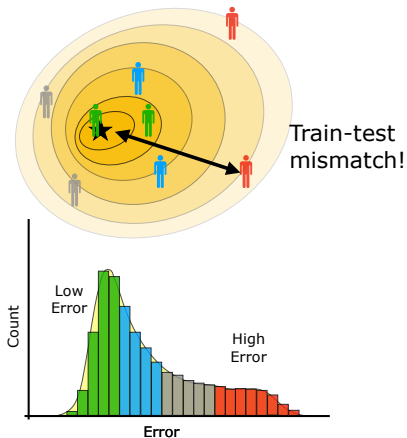 Train-test
mismatch!
Low
Error
High
Error
Count
Error